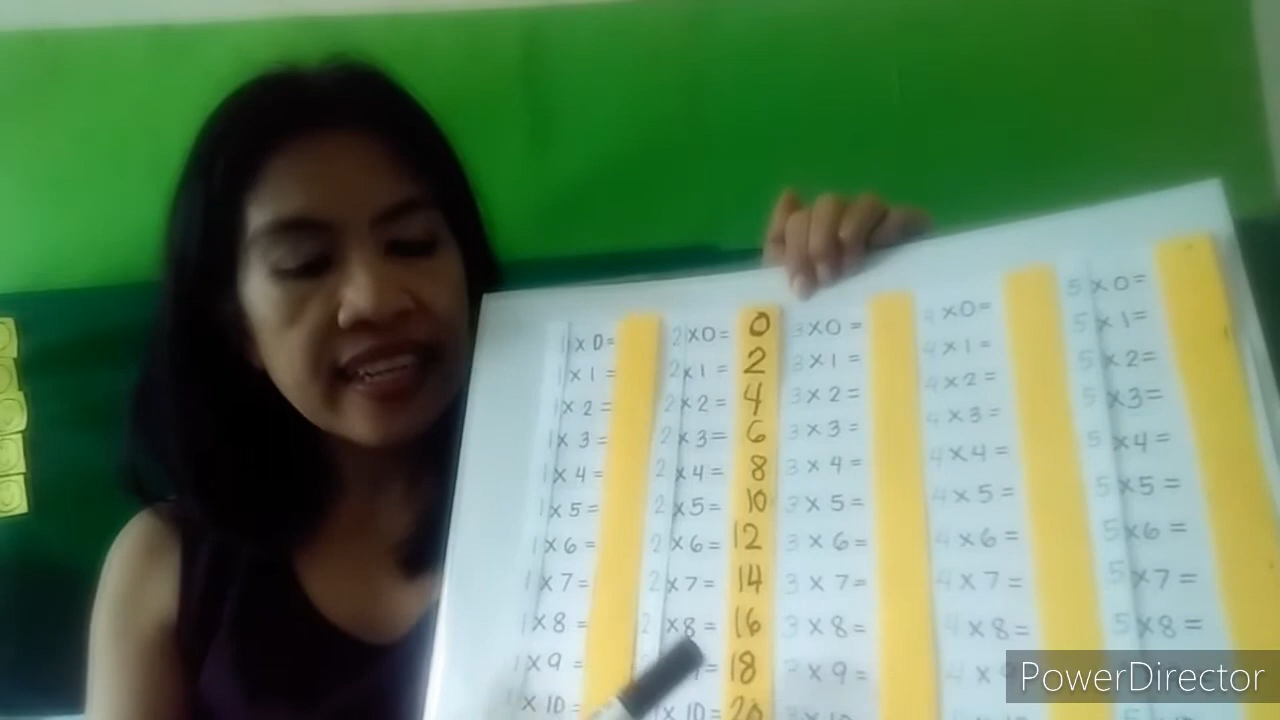 1 x 0 =
1 x 1 =
1 x 2 =
1 x 3 =
1 x 4 =
1 x 5 =
1 x 6 =
1 x 7 =
1 x 8 =
1 x 9 =
1 x 10 =
2 x 0 = 0
2 x 1 = 2
2 x 2 = 4
2 x 3 = 6
2 x 4 = 8
2 x 5 = 10
2 x 6 = 12
2 x 7 = 14
2 x 8 = 16
= 18
x 10 = 20
3 x 0 =
3 x 1 =
3 x 2 =
3 x 3 =
3 x 4 =
3 x 5 =
3 x 6 =
3 x 7 =
3 x 8 =
3 x 9 =
4 x 0 =
4 x 1 =
4 x 2 =
4 x 3 =
4 x 4 =
4 x 5 =
4 x 6 =
4 x 7 =
4 x 8 =
4 x
5 x 0 =
5 x 1 =
5 x 2 =
5 x 3 =
5 x 4 =
5 x 5 =
5 x 6 =
5 x 7 =
5 x 8 =
PowerDirector